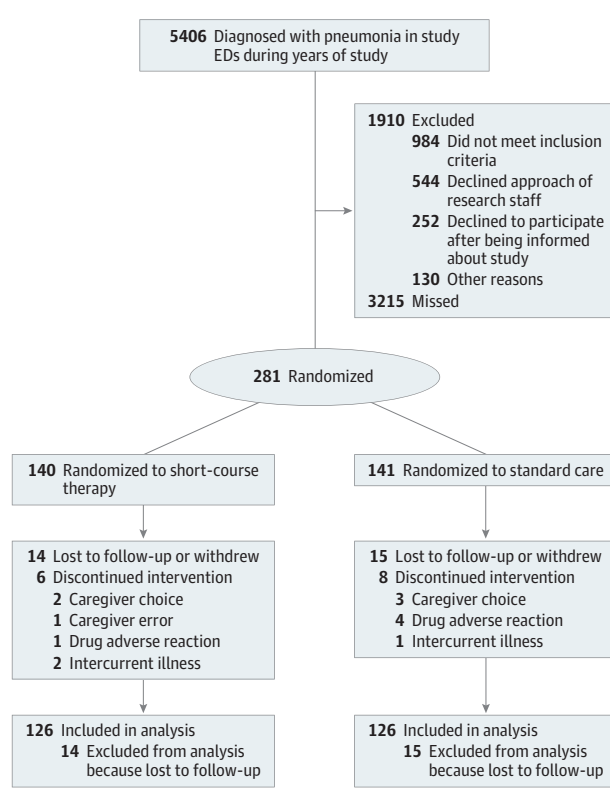 5406 Diagnosed with pneumonia in study
EDs during years of study
1910 Excluded
984 Did not meet inclusion
criteria
544 Declined approach of
research staff
252 Declined to participate
after being informed
about study
130 Other reasons
3215 Missed
281 Randomized
140 Randomized to short-course
therapy
141 Randomized to standard care
14 Lost to follow-up or withdrew
6 Discontinued intervention
2 Caregiver choice
1 Caregiver error
1 Drug adverse reaction
2 Intercurrent illness
15 Lost to follow-up or withdrew
8 Discontinued intervention
3 Caregiver choice
4 Drug adverse reaction
1 Intercurrent illness
126 Included in analysis
14 Excluded from analysis
because lost to follow-up
126 Included in analysis
15 Excluded from analysis
because lost to follow-up